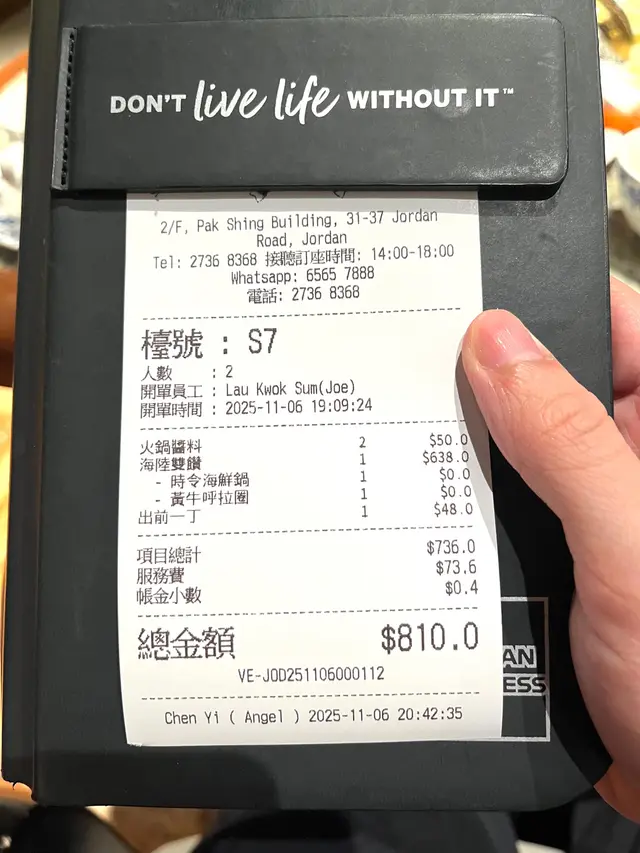 DON'T live life WITHOUT IT™
2/F, Pak Shing Building, 31-37 Jordan
Road, Jordan
Tel: 2736 8368 接聽訂座時間: 14:00-18:00
Whatsapp: 6565 7888
電話: 2736 8368
檯號 : S7
人數 : 2
開單員工 : Lau Kwok Sum(Joe)
開單時間 : 2025-11-06 19:09:24
火鍋醬料 2 $50.0
海陸雙鑽 1 $638.0
- 時令海鮮鍋 1 $0.0
- 黃牛呼拉圈 1 $0.0
出前一丁 1 $48.0
項目總計 $736.0
服務費 $73.6
帳金小數 $0.4
總金額 $810.0
VE-JOD251106000112
Chen Yi ( Angel ) 2025-11-06 20:42:35
AN
ESS